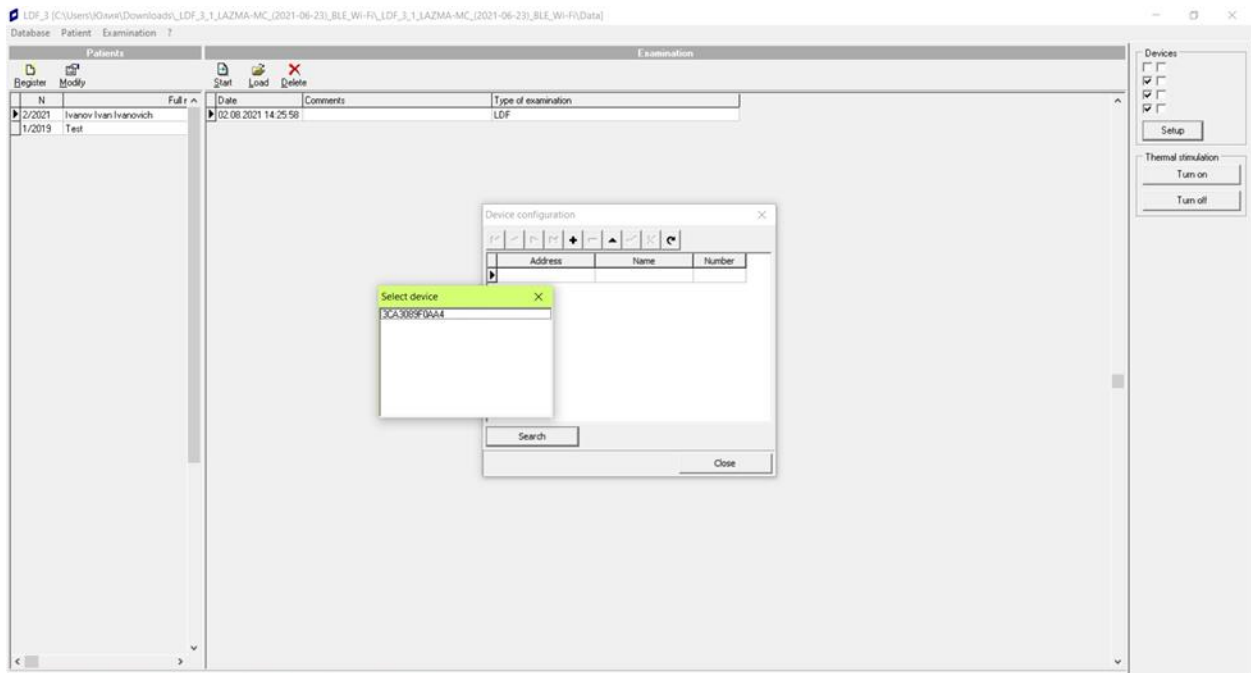 LDF_3 [C:\Users\Юлия\Downloads\_LDF_3_1_LAZMA-MC_(2021-06-23)_BLE_Wi-Fi\_LDF_3_1_LAZMA-MC_(2021-06-23)_BLE_Wi-Fi\Data]
Database Patient Examination ?
Patients
Register Modify
N Full r
2/2021 Ivanov Ivan Ivanovich
1/2019 Test
Examination
Start Load Delete
Date Comments Type of examination
02.08.2021 14:25:58 LDF
Device configuration
Address Name Number
Select device
3CA3089F0AA4
Search
Close
Devices
Setup
Thermal stimulation
Turn on
Turn off